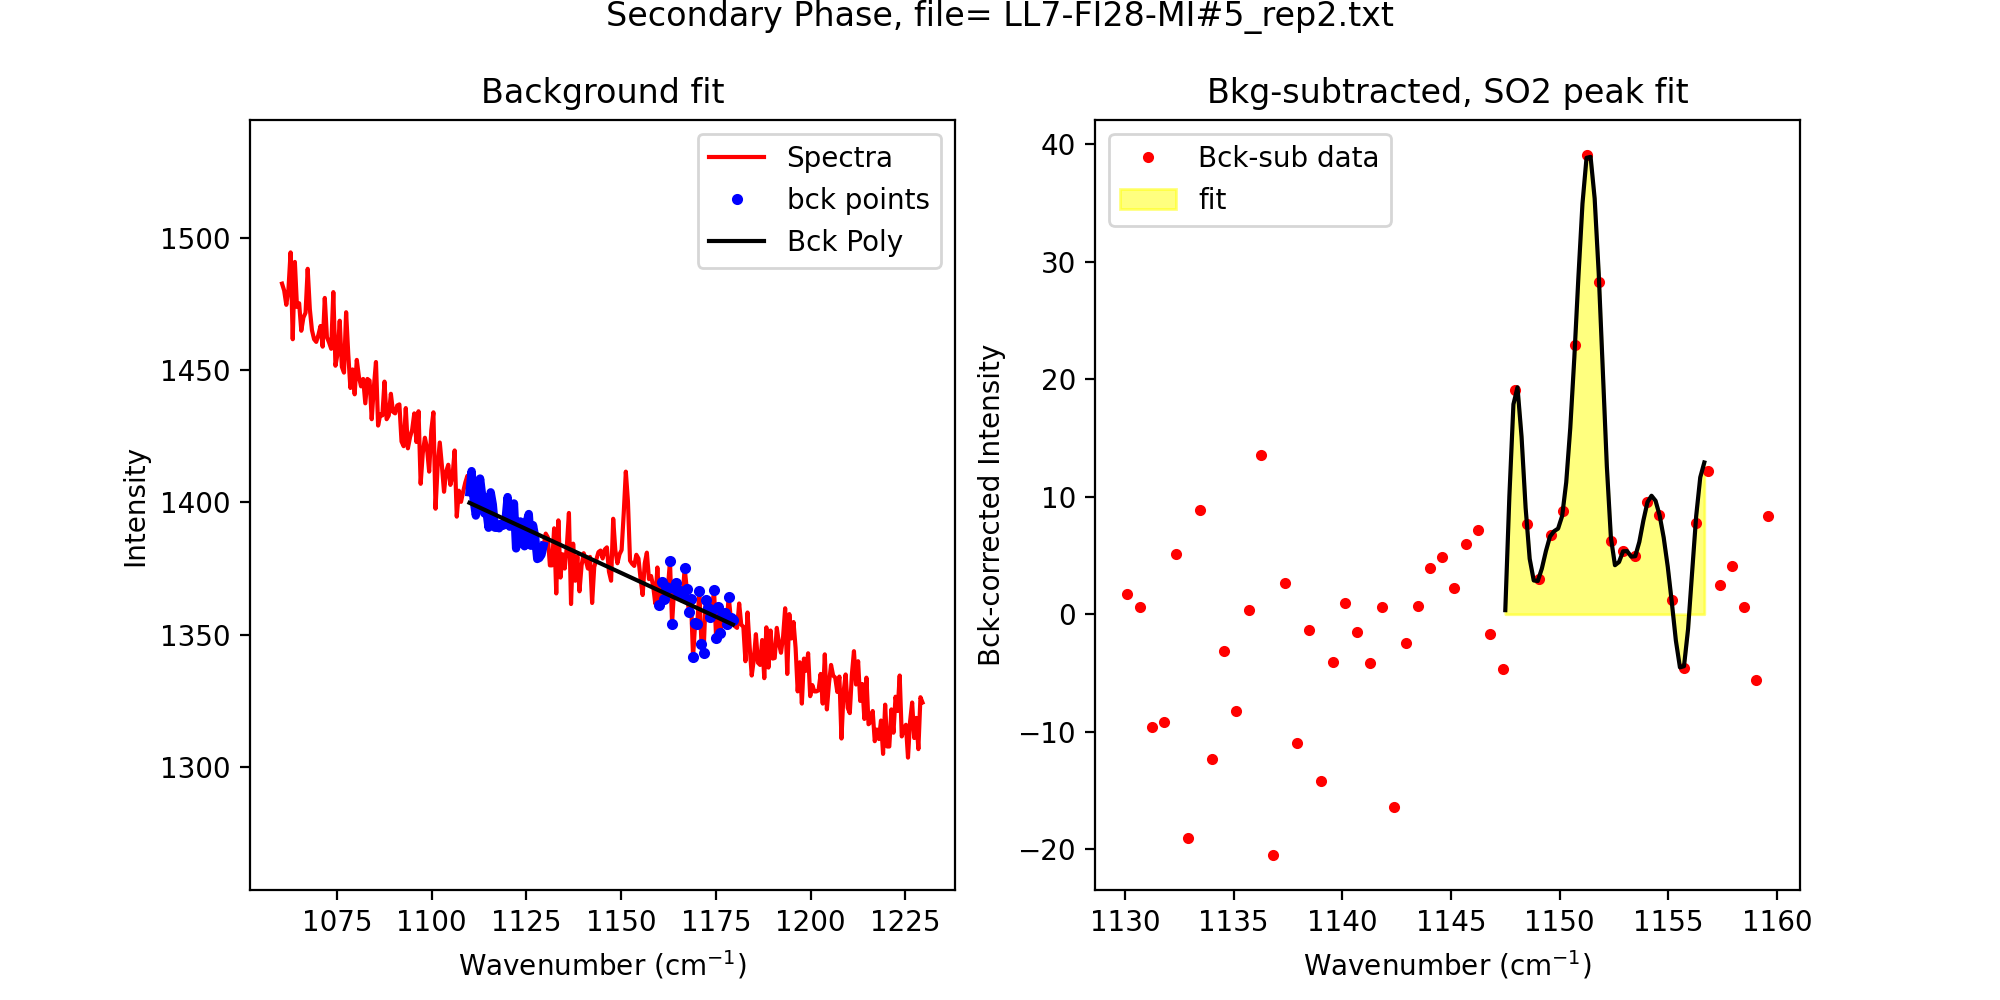 Secondary Phase, file= LL7-FI28-MI#5_rep2.txt
Background fit
Spectra
bck points
Bck Poly
Intensity
1500
1450
1400
1350
1300
1075 1100 1125 1150 1175 1200 1225
Wavenumber (cm⁻¹)
Bkg-subtracted, SO2 peak fit
Bck-sub data
fit
Bck-corrected Intensity
40
30
20
10
0
−10
−20
1130 1135 1140 1145 1150 1155 1160
Wavenumber (cm⁻¹)